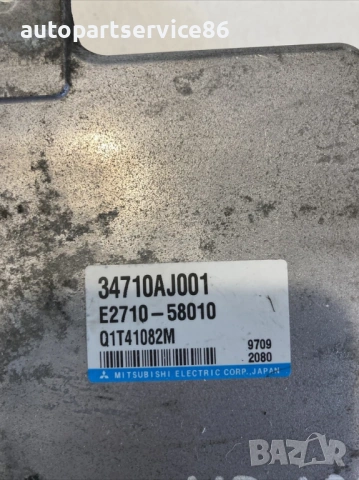 autopartservice86
34710AJ001
E2710-58010
Q1T41082M
9709
2080
MITSUBISHI ELECTRIC CORP., JAPAN
BAZAR